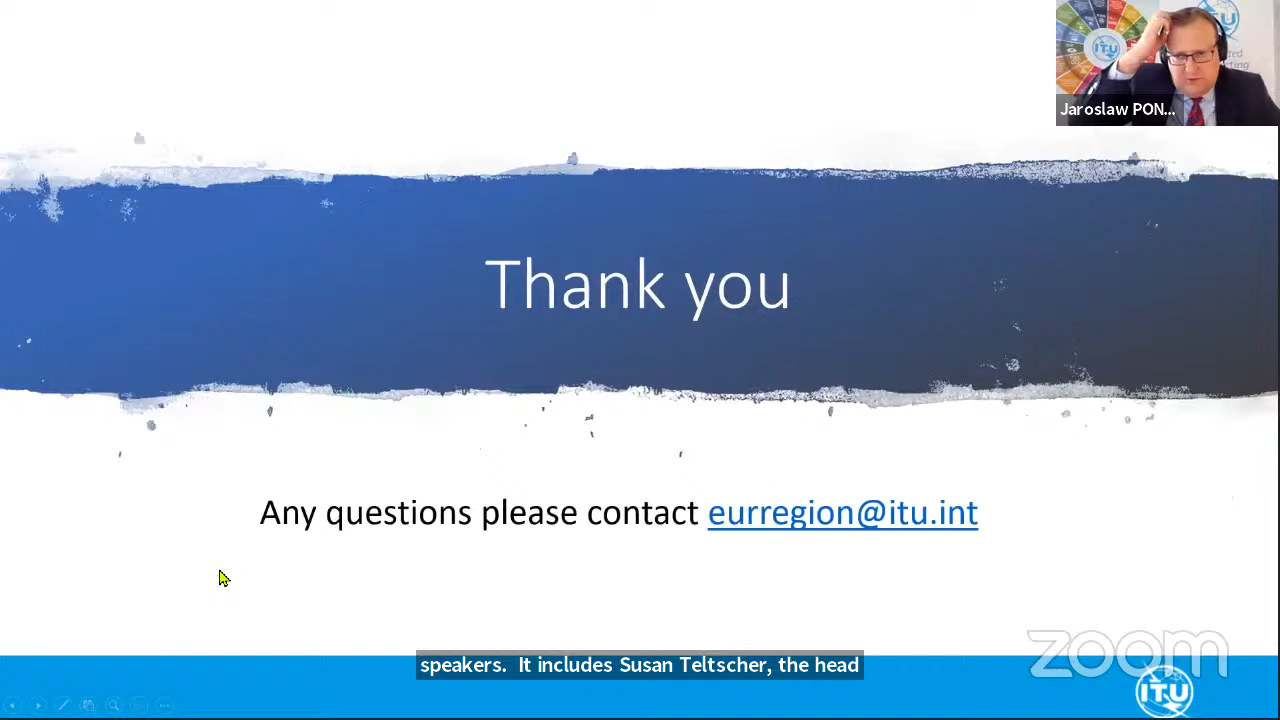 ITU
Jaroslaw PON...
Thank you
Any questions please contact eurregion@itu.int
zoom
speakers. It includes Susan Teltscher, the head
ITU